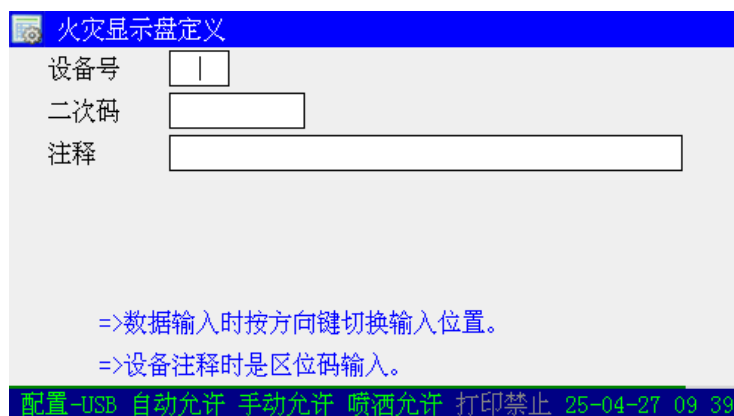 火灾显示盘定义
设备号
二次码
注释
=>数据输入时按方向键切换输入位置。
=>设备注释时是区位码输入。
配置-USB 自动允许 手动允许 喷洒允许 打印禁止 25-04-27 09 39